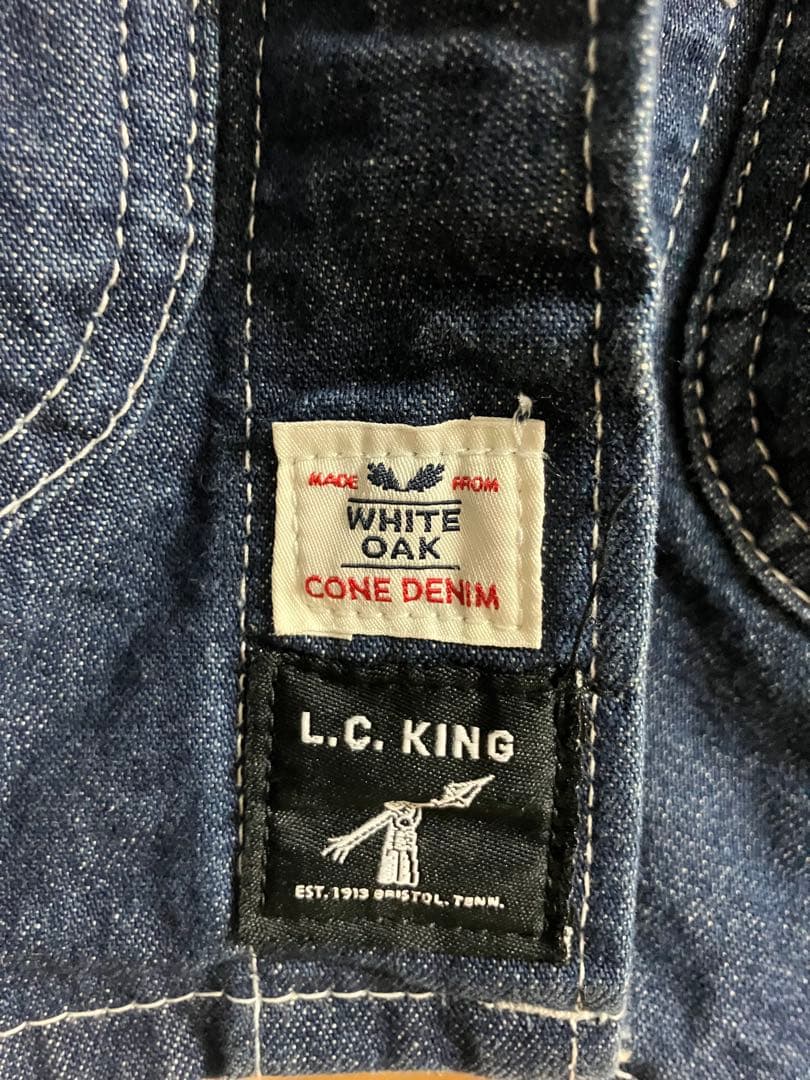 MADE FROM
WHITE
OAK
CONE DENIM
L.C. KING
EST. 1913 BRISTOL, TENN.